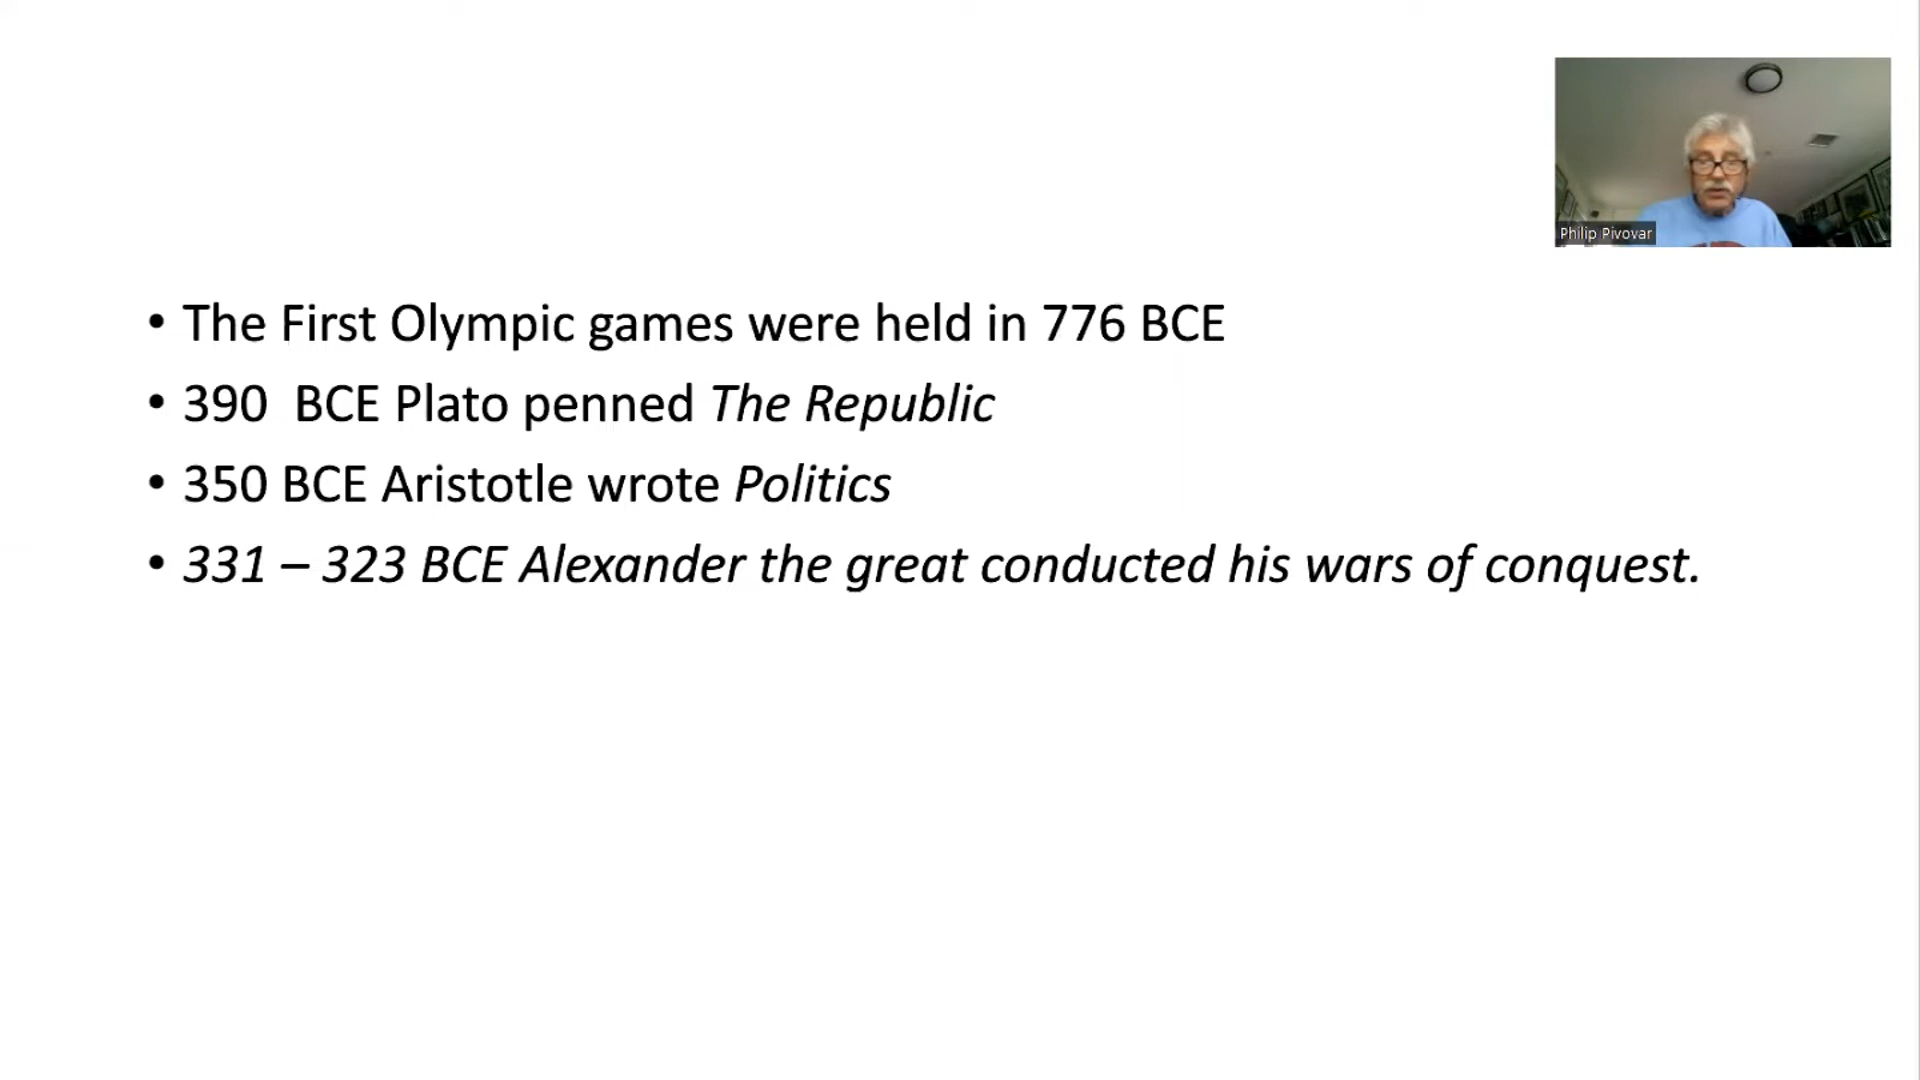 Philip Pivovar
• The First Olympic games were held in 776 BCE
• 390  BCE Plato penned The Republic
• 350 BCE Aristotle wrote Politics
• 331 – 323 BCE Alexander the great conducted his wars of conquest.